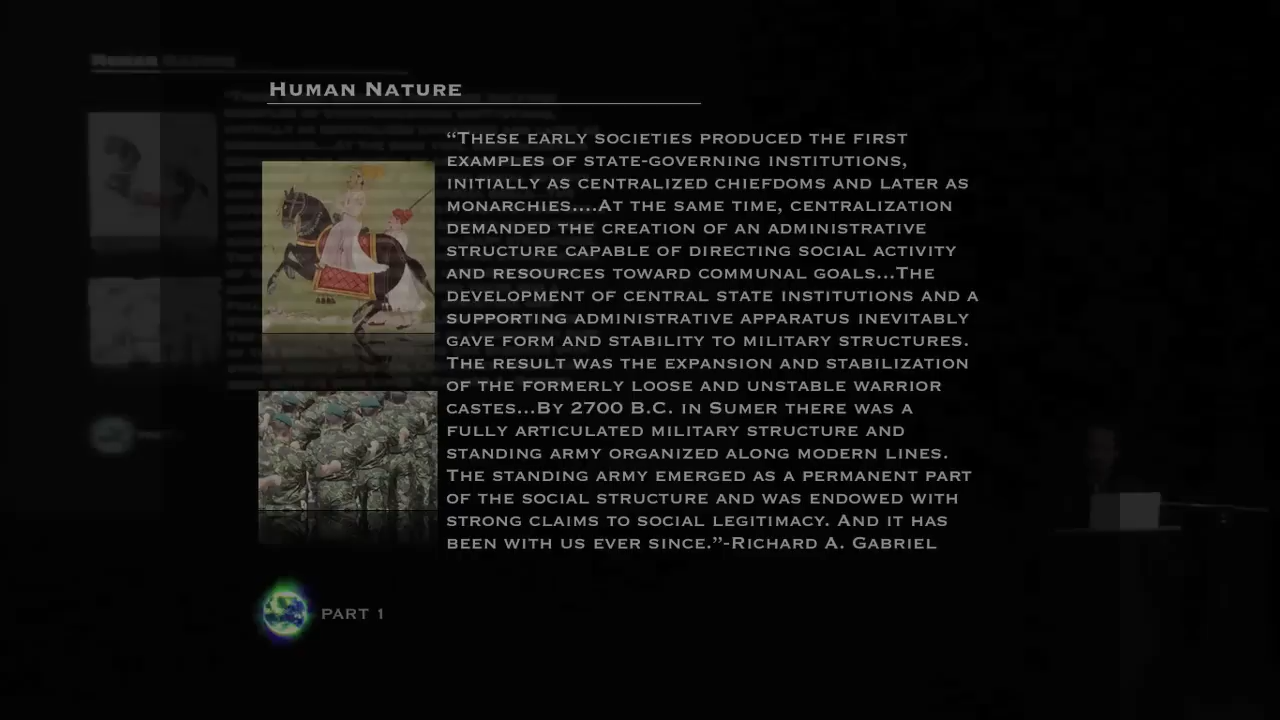 HUMAN NATURE
“THESE EARLY SOCIETIES PRODUCED THE FIRST
EXAMPLES OF STATE-GOVERNING INSTITUTIONS,
INITIALLY AS CENTRALIZED CHIEFDOMS AND LATER AS
MONARCHIES....AT THE SAME TIME, CENTRALIZATION
DEMANDED THE CREATION OF AN ADMINISTRATIVE
STRUCTURE CAPABLE OF DIRECTING SOCIAL ACTIVITY
AND RESOURCES TOWARD COMMUNAL GOALS...THE
DEVELOPMENT OF CENTRAL STATE INSTITUTIONS AND A
SUPPORTING ADMINISTRATIVE APPARATUS INEVITABLY
GAVE FORM AND STABILITY TO MILITARY STRUCTURES.
THE RESULT WAS THE EXPANSION AND STABILIZATION
OF THE FORMERLY LOOSE AND UNSTABLE WARRIOR
CASTES...BY 2700 B.C. IN SUMER THERE WAS A
FULLY ARTICULATED MILITARY STRUCTURE AND
STANDING ARMY ORGANIZED ALONG MODERN LINES.
THE STANDING ARMY EMERGED AS A PERMANENT PART
OF THE SOCIAL STRUCTURE AND WAS ENDOWED WITH
STRONG CLAIMS TO SOCIAL LEGITIMACY. AND IT HAS
BEEN WITH US EVER SINCE.”-RICHARD A. GABRIEL
PART 1